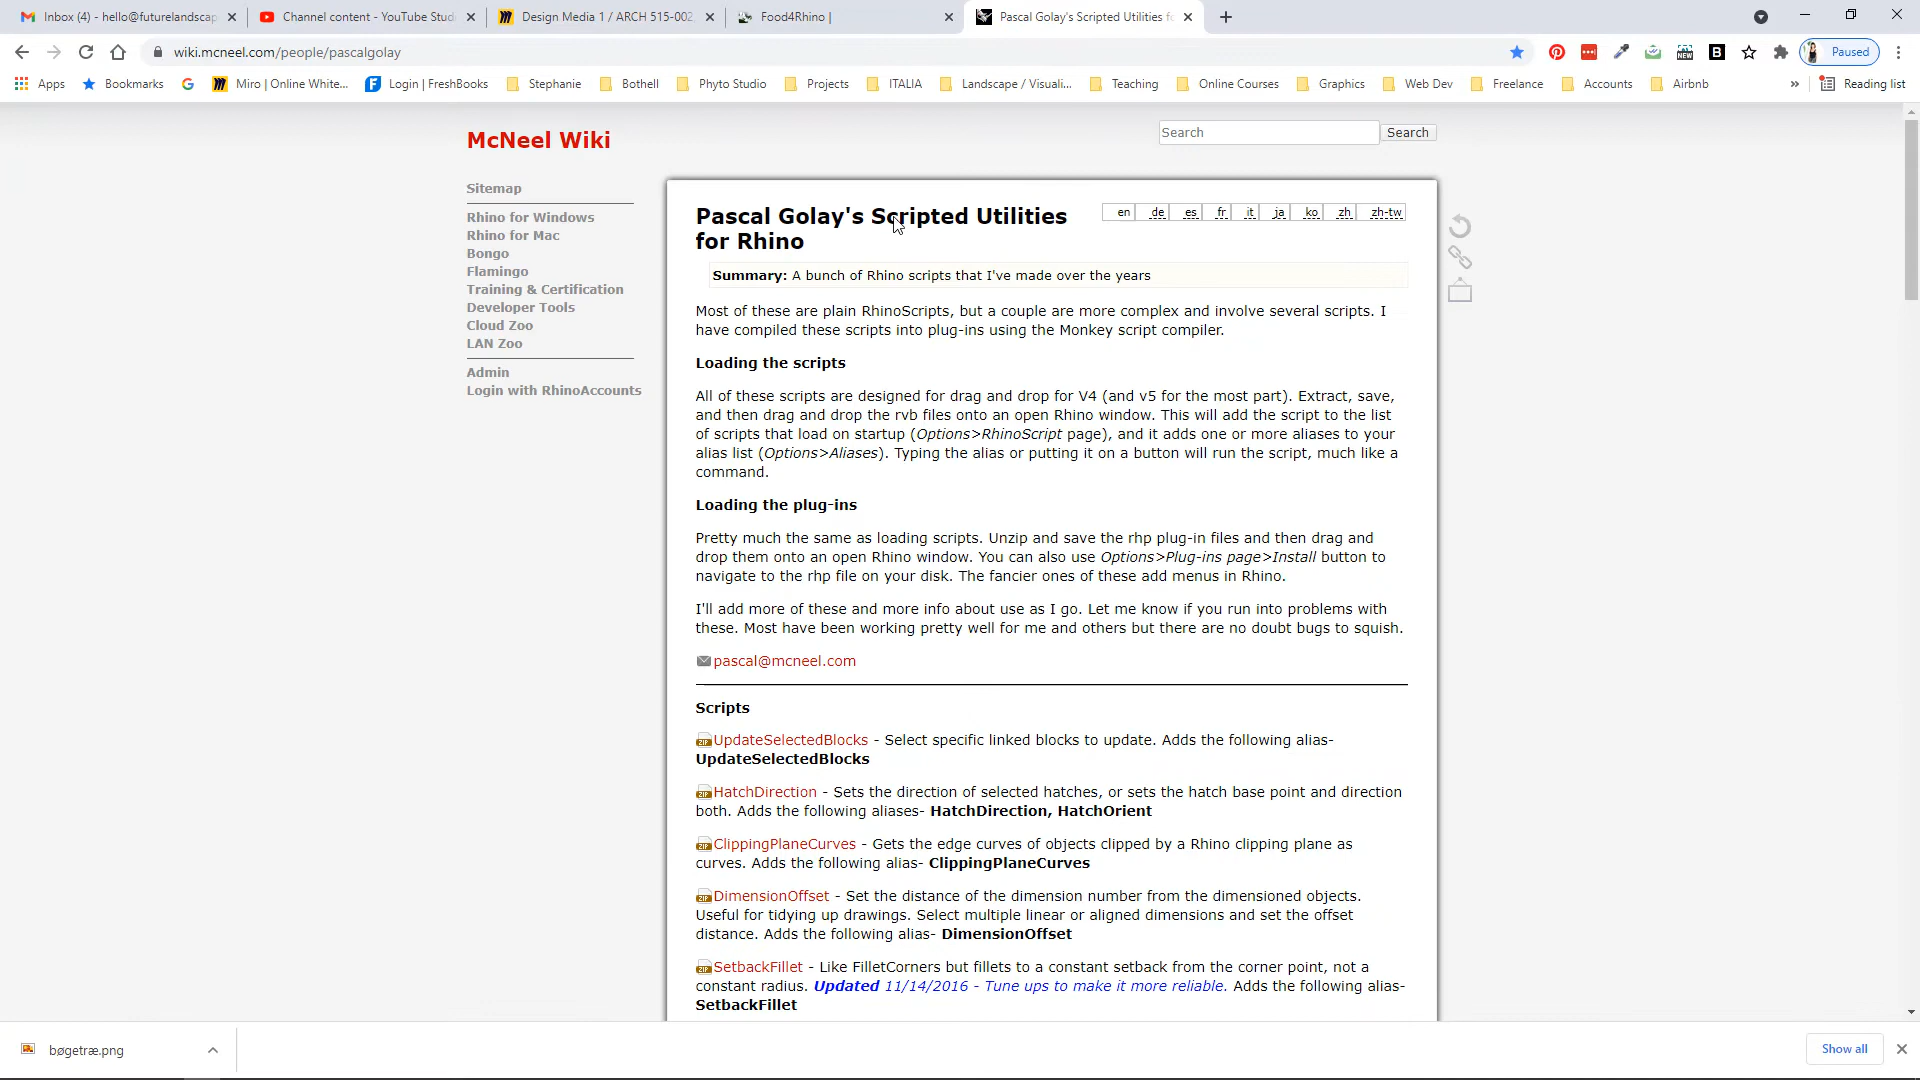 Inbox (4) - hello@futurelandscap
Channel content - YouTube Stud
Design Media 1 / ARCH 515-002
Food4Rhino |
Pascal Golay's Scripted Utilities fo
wiki.mcneel.com/people/pascalgolay
Paused
Apps
Bookmarks
Miro | Online White...
Login | FreshBooks
Stephanie
Bothell
Phyto Studio
Projects
ITALIA
Landscape / Visuali...
Teaching
Online Courses
Graphics
Web Dev
Freelance
Accounts
Airbnb
»
Reading list
McNeel Wiki
Search
Search
Sitemap
Rhino for Windows
Rhino for Mac
Bongo
Flamingo
Training & Certification
Developer Tools
Cloud Zoo
LAN Zoo
Admin
Login with RhinoAccounts
Pascal Golay's Scripted Utilities
for Rhino
en de es fr it ja ko zh zh-tw
Summary: A bunch of Rhino scripts that I've made over the years
Most of these are plain RhinoScripts, but a couple are more complex and involve several scripts. I
have compiled these scripts into plug-ins using the Monkey script compiler.
Loading the scripts
All of these scripts are designed for drag and drop for V4 (and v5 for the most part). Extract, save,
and then drag and drop the rvb files onto an open Rhino window. This will add the script to the list
of scripts that load on startup (Options>RhinoScript page), and it adds one or more aliases to your
alias list (Options>Aliases). Typing the alias or putting it on a button will run the script, much like a
command.
Loading the plug-ins
Pretty much the same as loading scripts. Unzip and save the rhp plug-in files and then drag and
drop them onto an open Rhino window. You can also use Options>Plug-ins page>Install button to
navigate to the rhp file on your disk. The fancier ones of these add menus in Rhino.
I'll add more of these and more info about use as I go. Let me know if you run into problems with
these. Most have been working pretty well for me and others but there are no doubt bugs to squish.
pascal@mcneel.com
Scripts
UpdateSelectedBlocks - Select specific linked blocks to update. Adds the following alias-
UpdateSelectedBlocks
HatchDirection - Sets the direction of selected hatches, or sets the hatch base point and direction
both. Adds the following aliases- HatchDirection, HatchOrient
ClippingPlaneCurves - Gets the edge curves of objects clipped by a Rhino clipping plane as
curves. Adds the following alias- ClippingPlaneCurves
DimensionOffset - Set the distance of the dimension number from the dimensioned objects.
Useful for tidying up drawings. Select multiple linear or aligned dimensions and set the offset
distance. Adds the following alias- DimensionOffset
SetbackFillet - Like FilletCorners but fillets to a constant setback from the corner point, not a
constant radius. Updated 11/14/2016 - Tune ups to make it more reliable. Adds the following alias-
SetbackFillet
bøgetræ.png
Show all